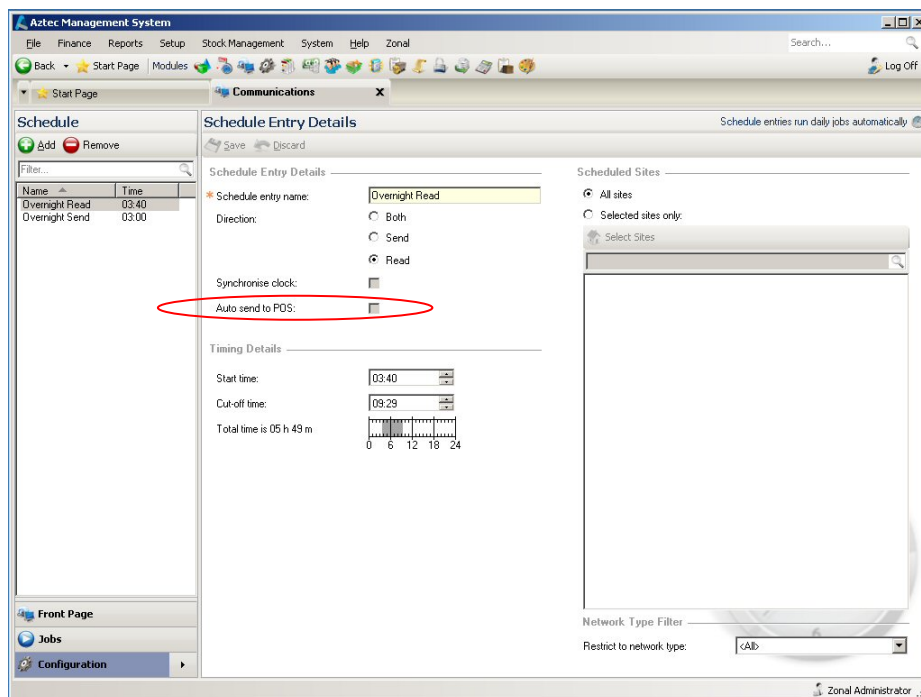 Aztec Management System
File Finance Reports Setup Stock Management System Help Zonal Search...
Back Start Page Modules Log Off
Start Page Communications X
Schedule
Add Remove
Filter...
Name Time
Overnight Read 03:40
Overnight Send 03:00
Front Page
Jobs
Configuration
Schedule Entry Details Schedule entries run daily jobs automatically
Save Discard
Schedule Entry Details
* Schedule entry name: Overnight Read
Direction: Both
Send
Read
Synchronise clock:
Auto send to POS:
Timing Details
Start time: 03:40
Cut-off time: 09:29
Total time is 05 h 49 m
0 6 12 18 24
Scheduled Sites
All sites
Selected sites only:
Select Sites
Network Type Filter
Restrict to network type: <All>
6
Zonal Administrator